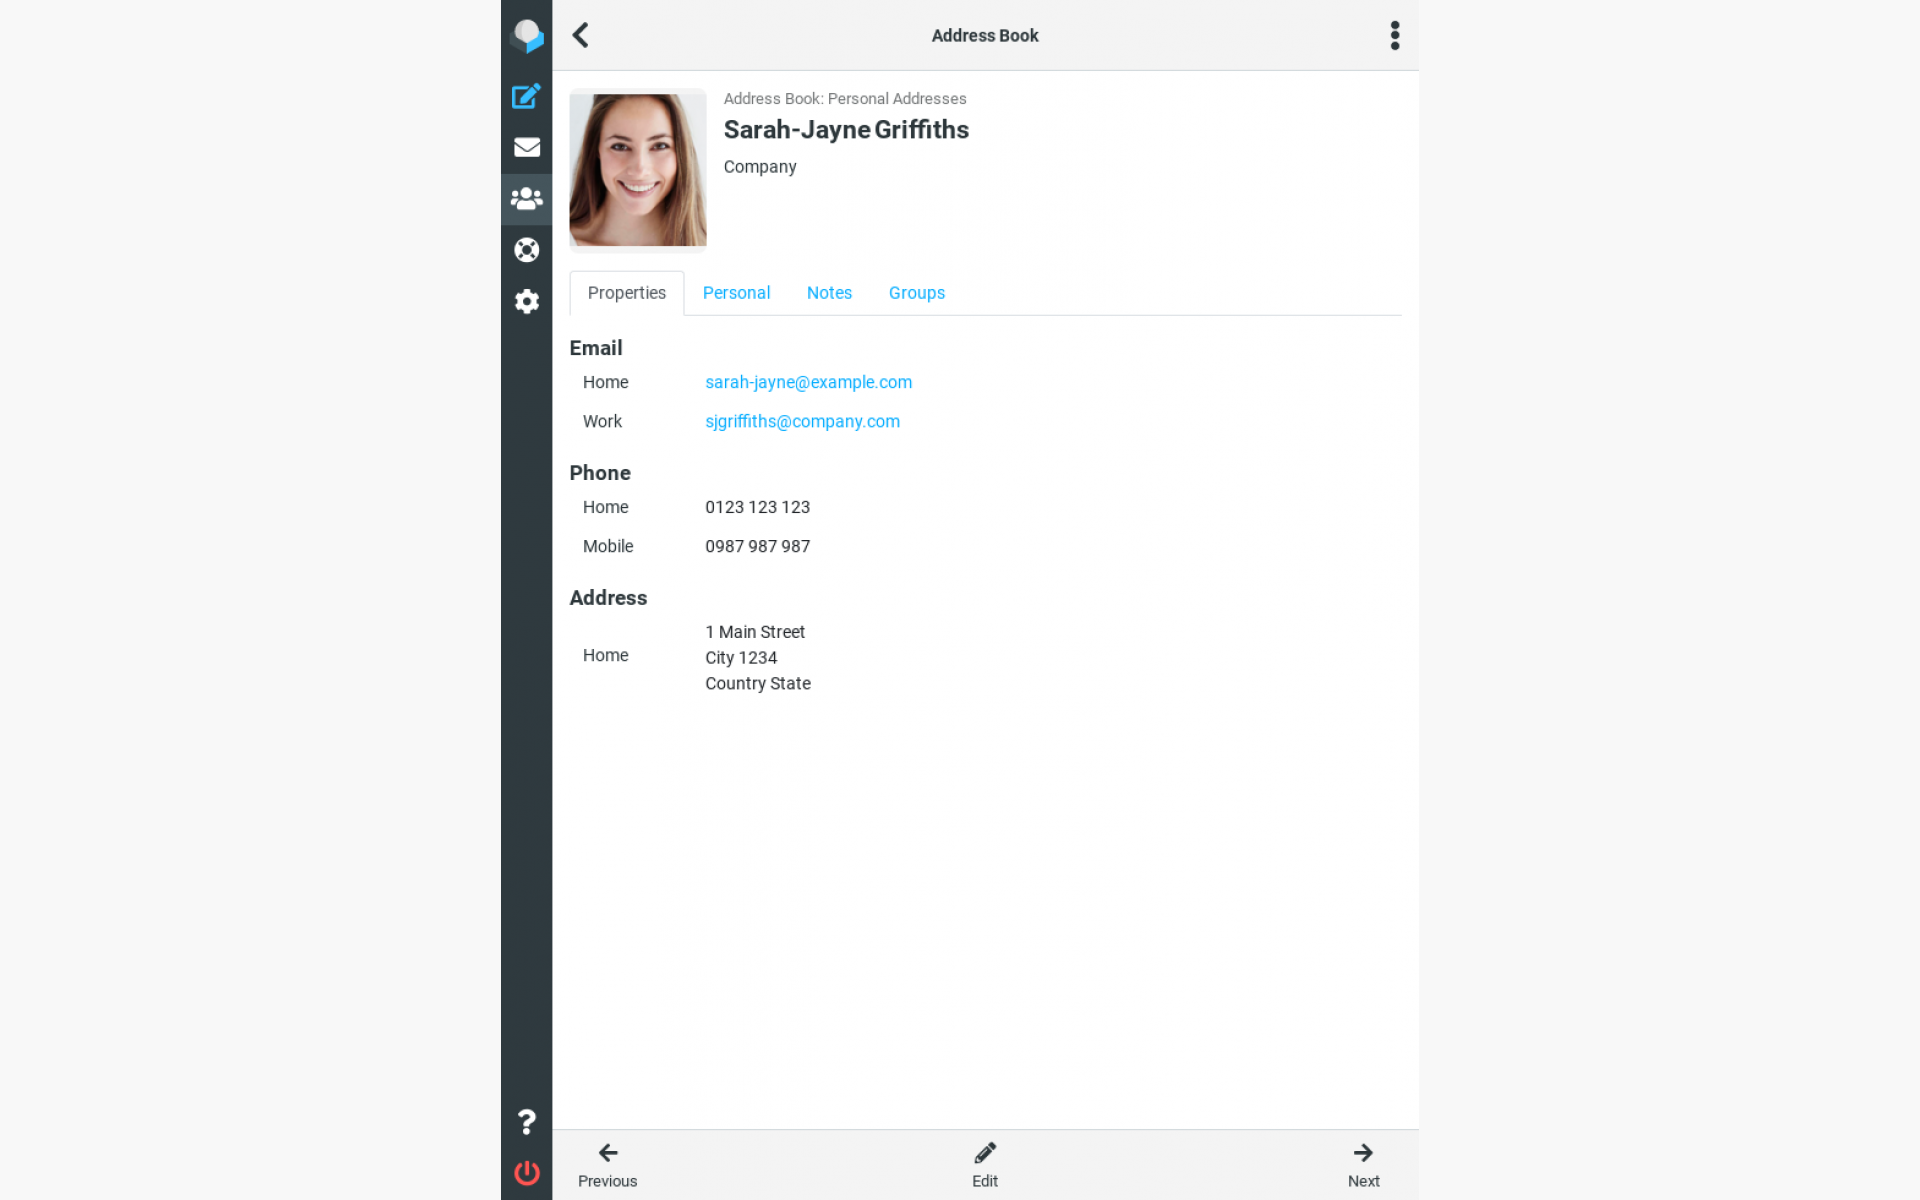 Address Book
Address Book: Personal Addresses
Sarah-Jayne Griffiths
Company
Properties Personal Notes Groups
Email
Home sarah-jayne@example.com
Work sjgriffiths@company.com
Phone
Home 0123 123 123
Mobile 0987 987 987
Address
1 Main Street
Home
City 1234
Country State
Previous Edit Next